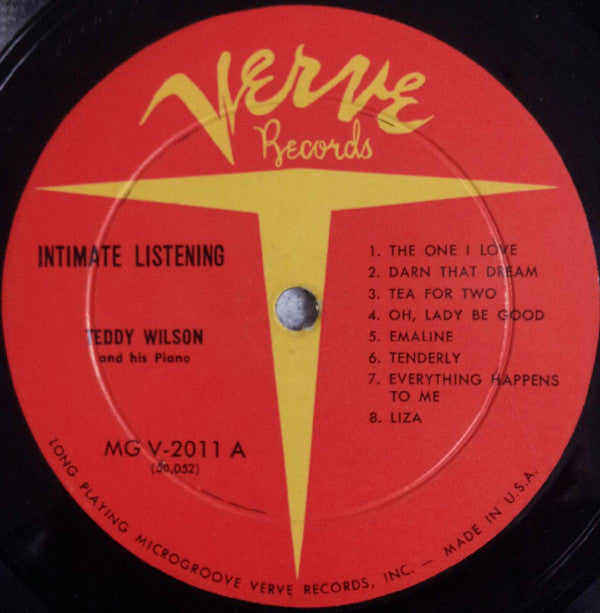 VERVE
Records
INTIMATE LISTENING
TEDDY WILSON
and his Piano
MG V-2011 A
(50,052)
1. THE ONE I LOVE
2. DARN THAT DREAM
3. TEA FOR TWO
4. OH, LADY BE GOOD
5. EMALINE
6. TENDERLY
7. EVERYTHING HAPPENS
TO ME
8. LIZA
LONG PLAYING MICROGROOVE VERVE RECORDS, INC. — MADE IN U.S.A.